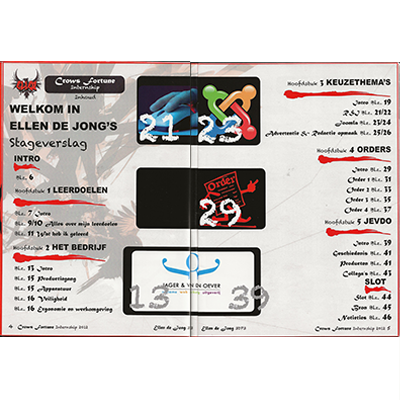 Crows Fortune
Internship
Inhoud
WELKOM IN
ELLEN DE JONG'S
Stageverslag
INTRO
Blz. 6
Hoofdstuk 1 LEERDOELEN
Blz. 7 Intro
Blz. 9/10 Alles over mijn leerdoelen
Blz. 11 Wat heb ik geleerd
Hoofdstuk 2 HET BEDRIJF
Blz. 13 Intro
Blz. 15 Productiegang
Blz. 15 Apparatuur
Blz. 16 Veiligheid
Blz. 16 Ergonomie en werkomgeving
4 Crows Fortune Internship 2012
Ellen de Jong
21
23
Order
29
JAGER & VAN DEN OEVER
13
39
Hoofdstuk 3 KEUZETHEMA'S
Intro Blz. 19
RSI Blz. 21/22
Joomla Blz. 23/24
Advertentie & Redactie opmaak Blz. 25/26
Hoofdstuk 4 ORDERS
Intro Blz. 29
Order 1 Blz. 31
Order 2 Blz. 33
Order 3 Blz. 35
Order 4 Blz. 37
Hoofdstuk 5 JEVDO
Intro Blz. 39
Geschiedenis Blz. 41
Producten Blz. 41
Collega's Blz. 43
SLOT
Slot Blz. 44
Bron Blz. 45
Notities Blz. 46
Ellen de Jong
Crows Fortune Internship 2012 5